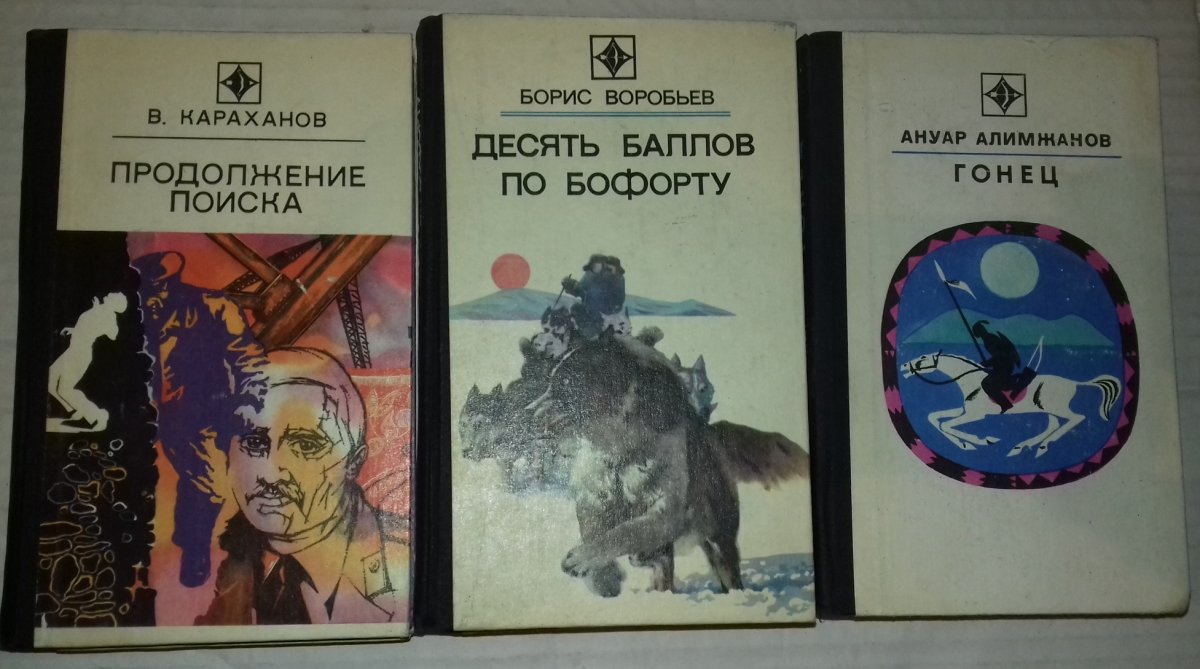 В. КАРАХАНОВ
ПРОДОЛЖЕНИЕ
ПОИСКА
БОРИС ВОРОБЬЕВ
ДЕСЯТЬ БАЛЛОВ
ПО БОФОРТУ
АНУАР АЛИМЖАНОВ
ГОНЕЦ